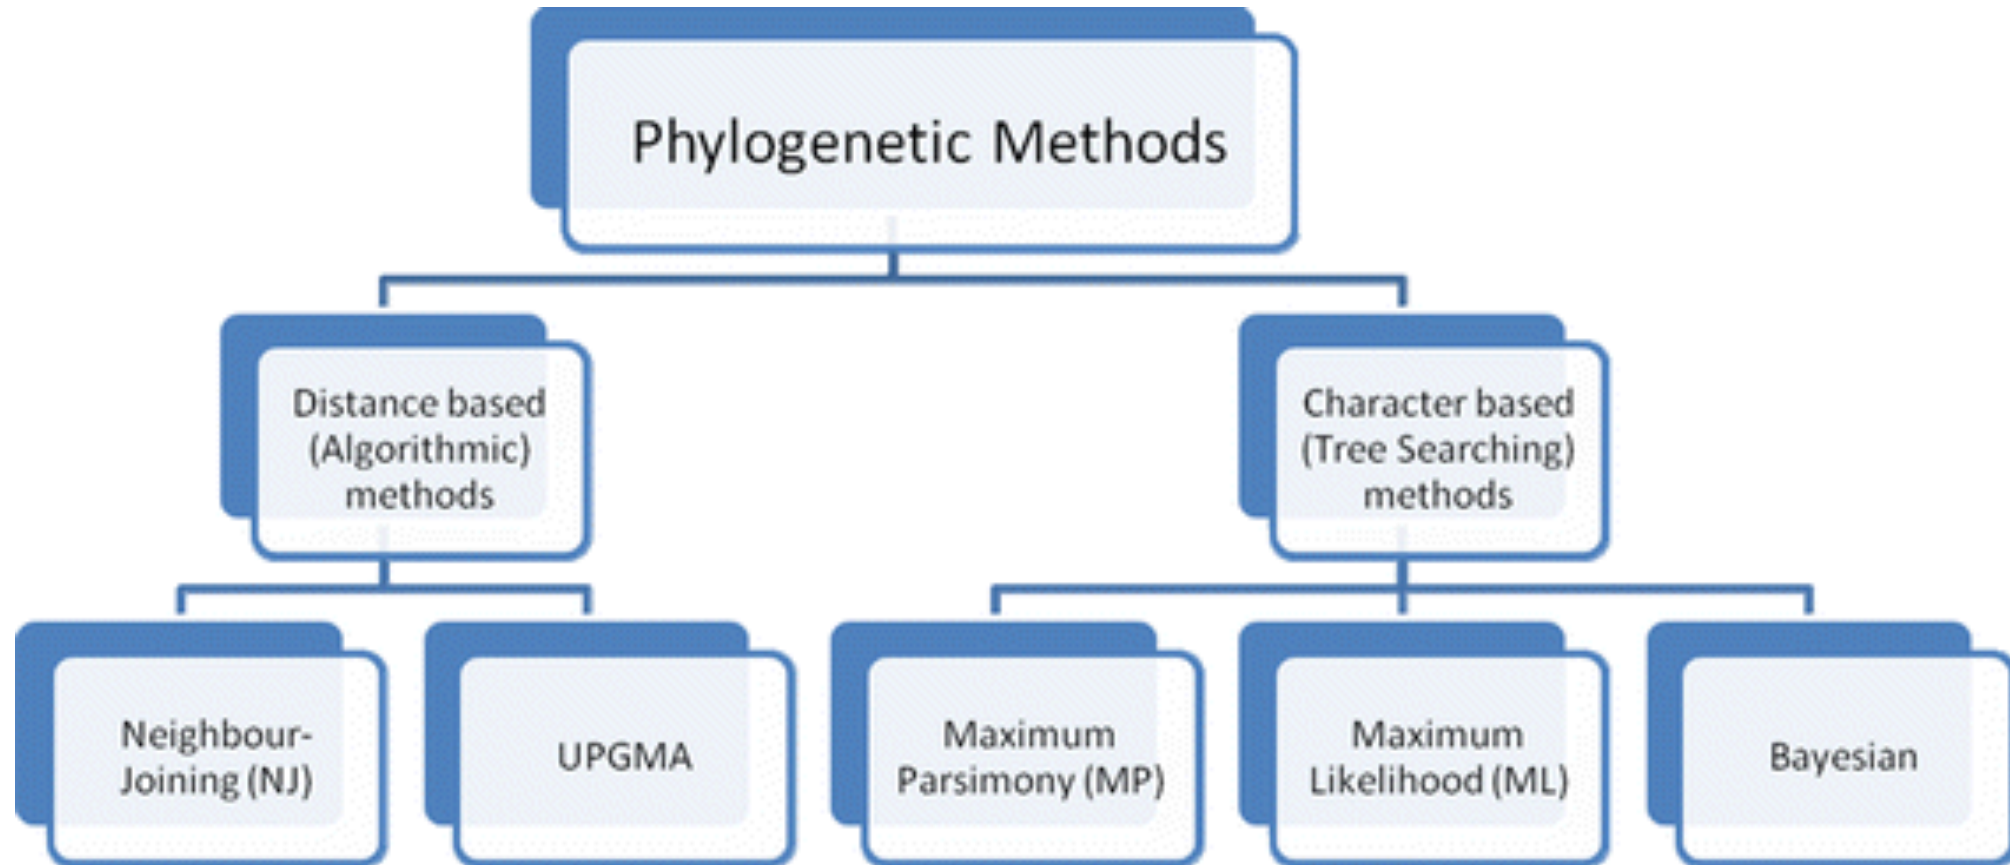 Phylogenetic Methods
Distance based
(Algorithmic)
methods
Character based
(Tree Searching)
methods
Neighbour-
Joining (NJ)
UPGMA
Maximum
Parsimony (MP)
Maximum
Likelihood (ML)
Bayesian